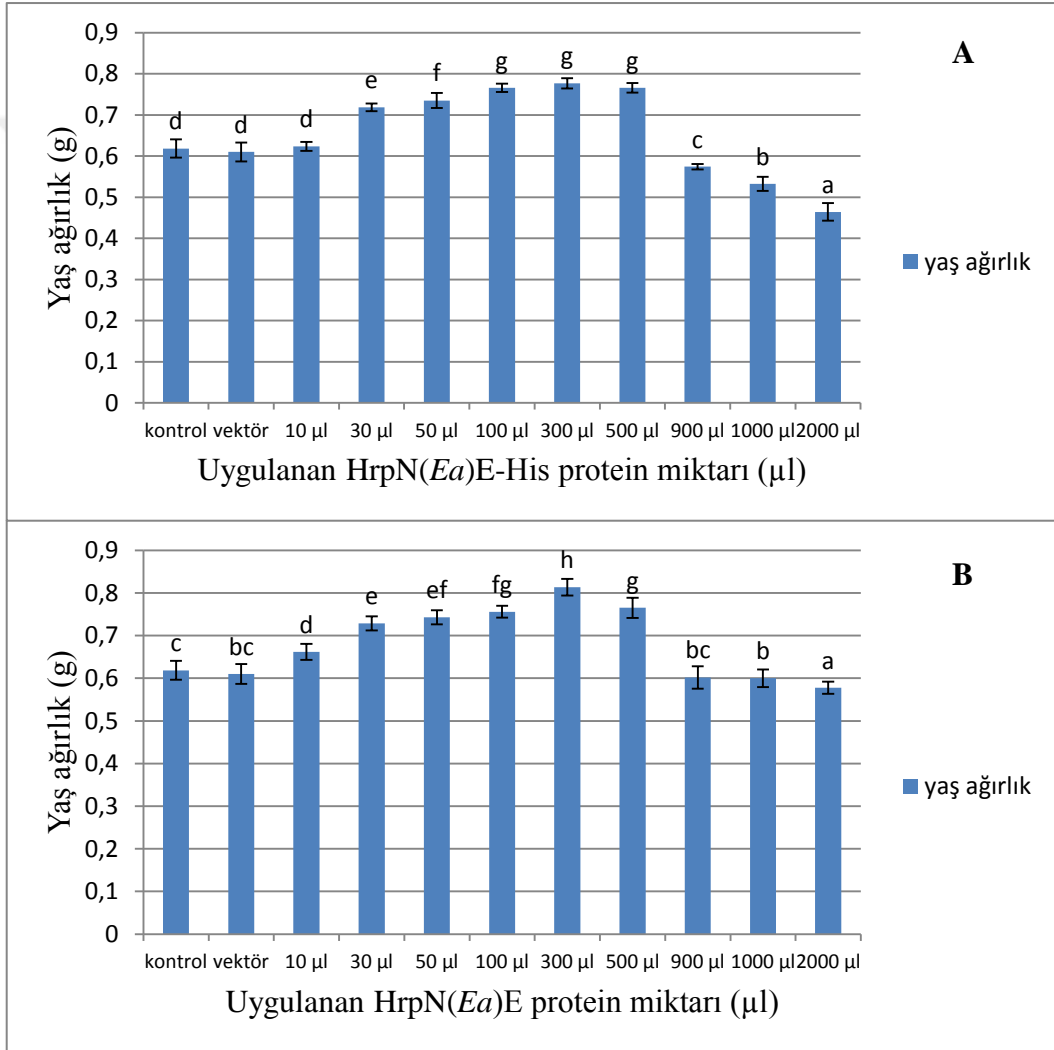 A
0,9
0,8
0,7
0,6
0,5
0,4
0,3
0,2
0,1
0
Yaş ağırlık (g)
d d d e f g g g c b a
yaş ağırlık
kontrol vektör 10 µl 30 µl 50 µl 100 µl 300 µl 500 µl 900 µl 1000 µl 2000 µl
Uygulanan HrpN(Ea)E-His protein miktarı (µl)
B
0,9
0,8
0,7
0,6
0,5
0,4
0,3
0,2
0,1
0
Yaş ağırlık (g)
c bc d e ef fg h g bc b a
yaş ağırlık
kontrol vektör 10 µl 30 µl 50 µl 100 µl 300 µl 500 µl 900 µl 1000 µl 2000 µl
Uygulanan HrpN(Ea)E protein miktarı (µl)